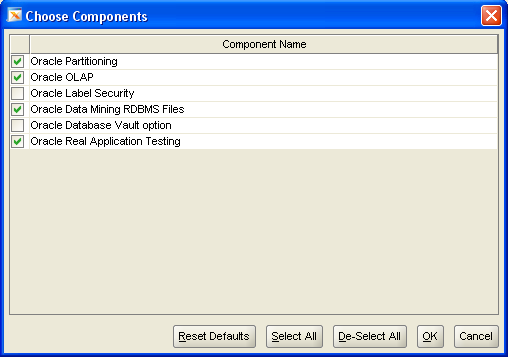 Choose Components
Component Name
Oracle Partitioning
Oracle OLAP
Oracle Label Security
Oracle Data Mining RDBMS Files
Oracle Database Vault option
Oracle Real Application Testing
Reset Defaults Select All De-Select All OK Cancel